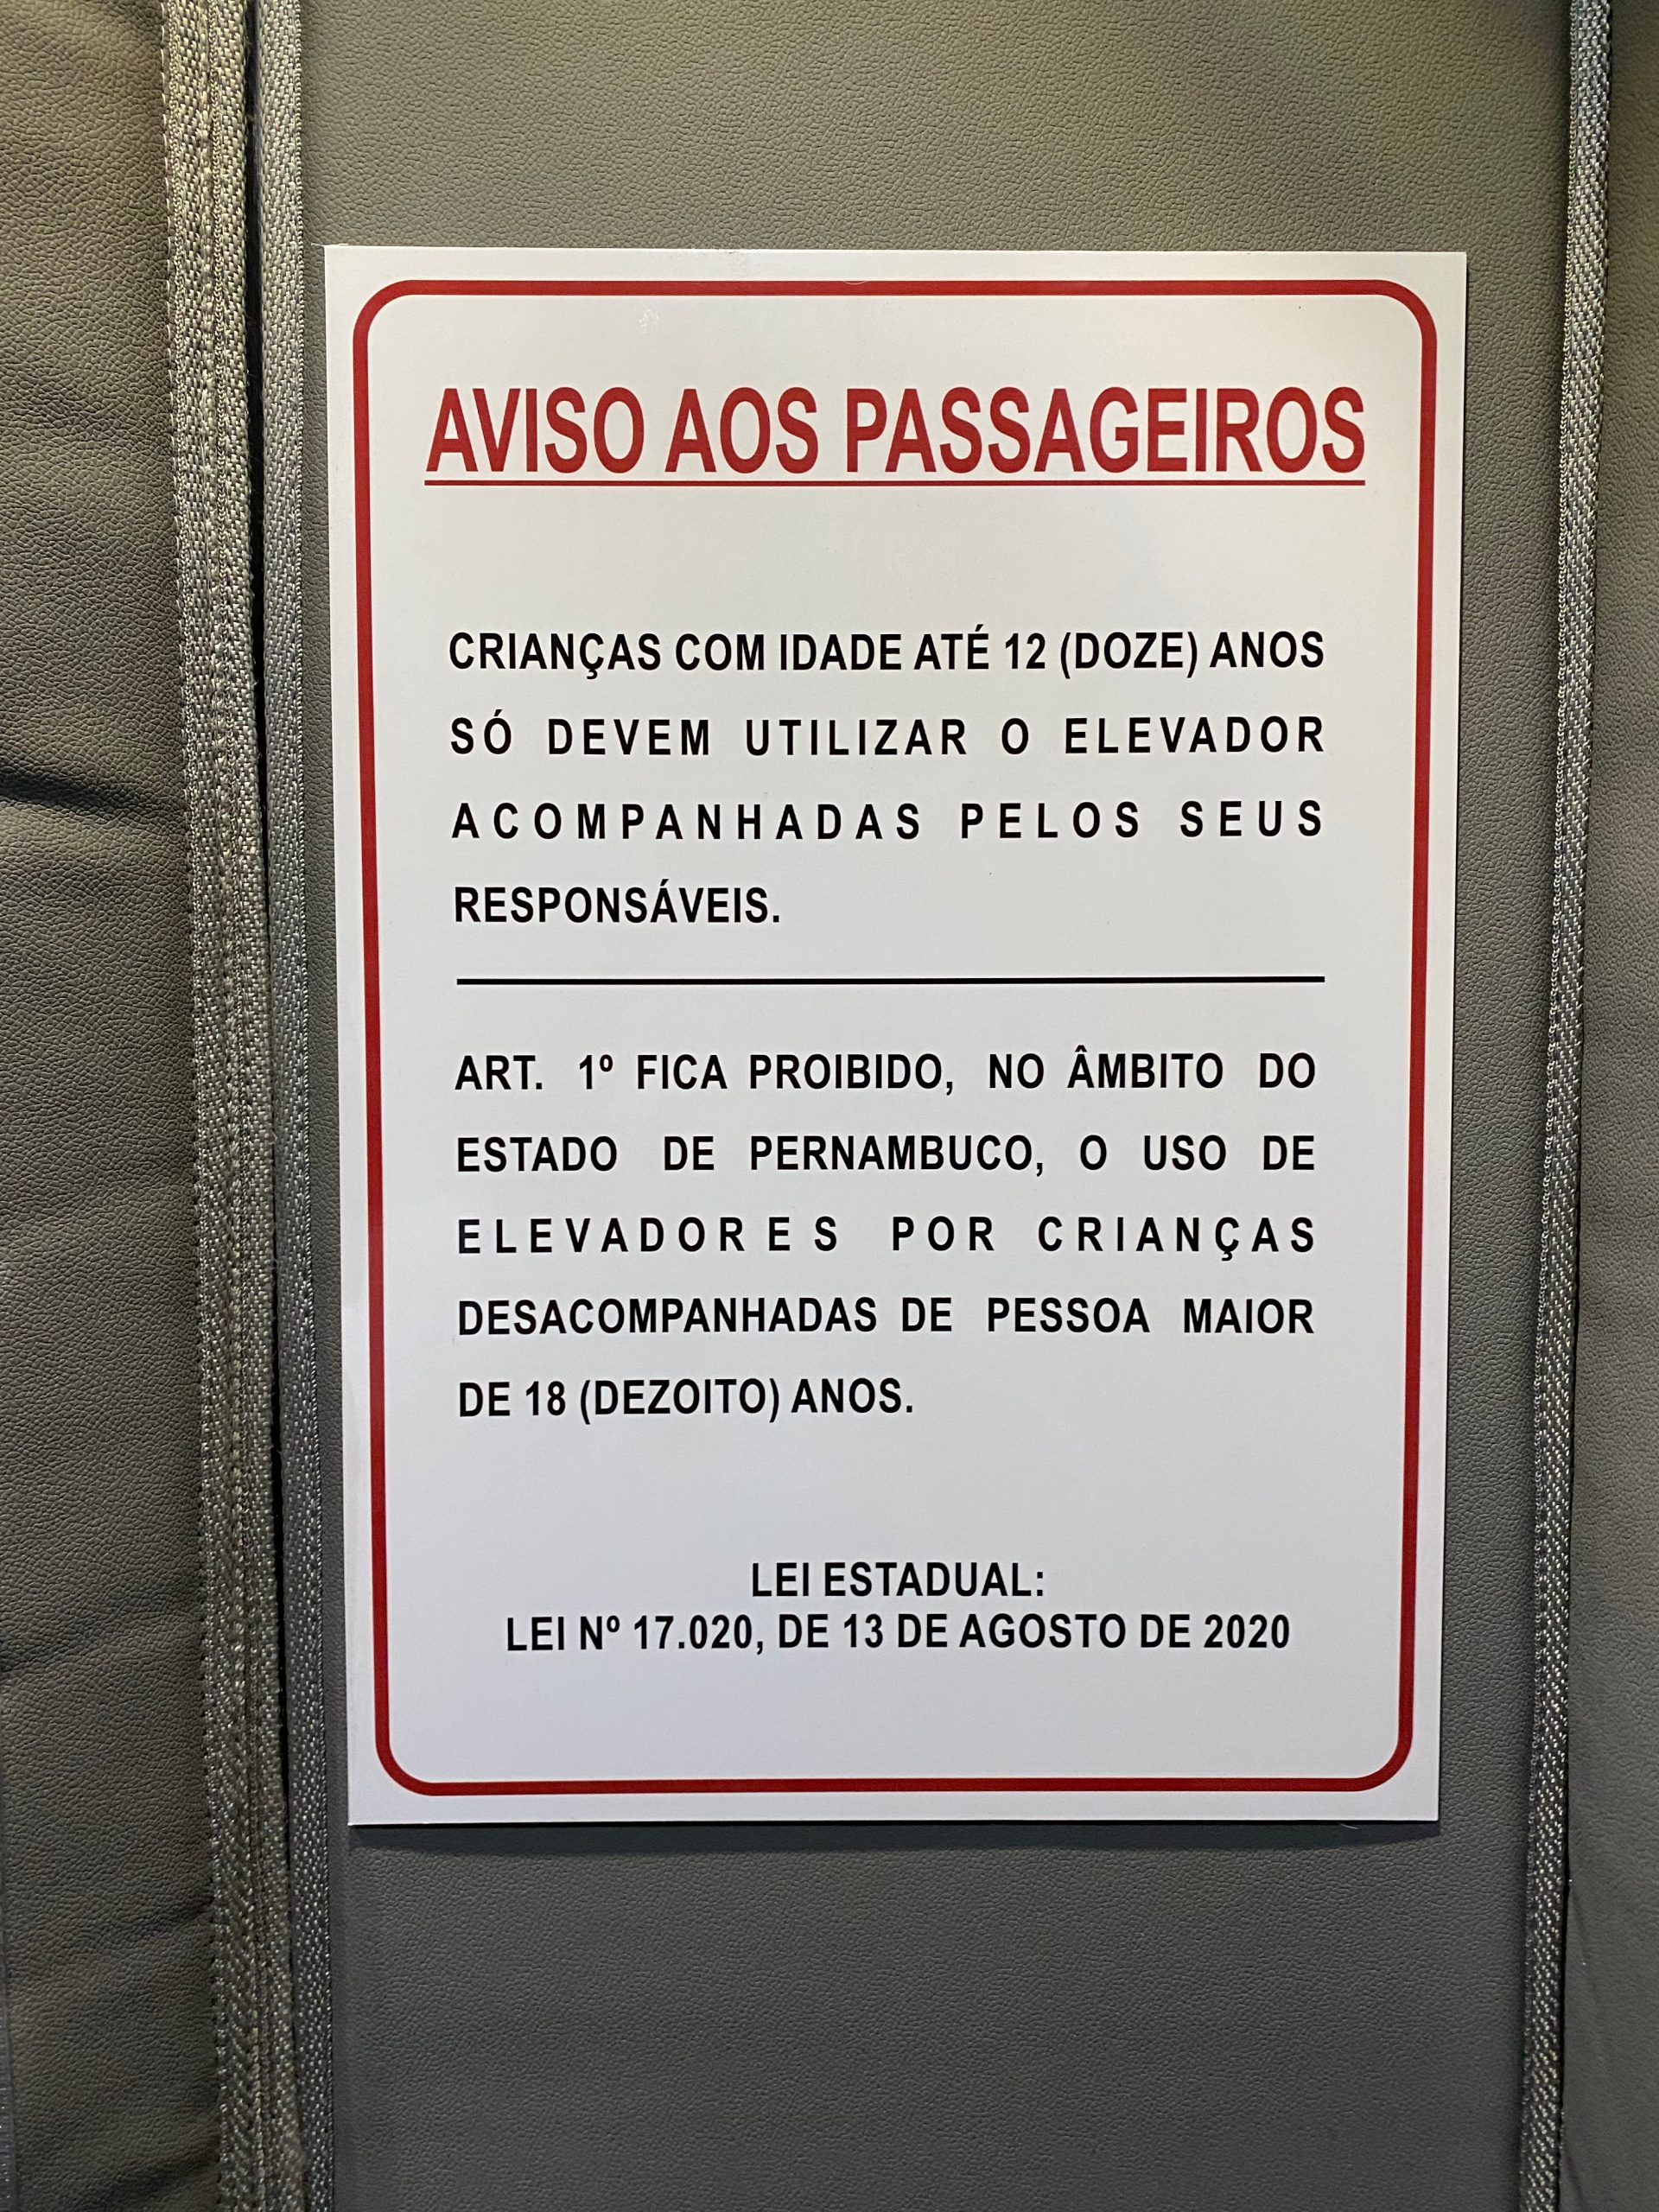 AVISO AOS PASSAGEIROS
CRIANÇAS COM IDADE ATÉ 12 (DOZE) ANOS
SÓ DEVEM UTILIZAR O ELEVADOR
ACOMPANHADAS PELOS SEUS
RESPONSÁVEIS.
ART. 1º FICA PROIBIDO, NO ÂMBITO DO
ESTADO DE PERNAMBUCO, O USO DE
ELEVADORES POR CRIANÇAS
DESACOMPANHADAS DE PESSOA MAIOR
DE 18 (DEZOITO) ANOS.
LEI ESTADUAL:
LEI Nº 17.020, DE 13 DE AGOSTO DE 2020